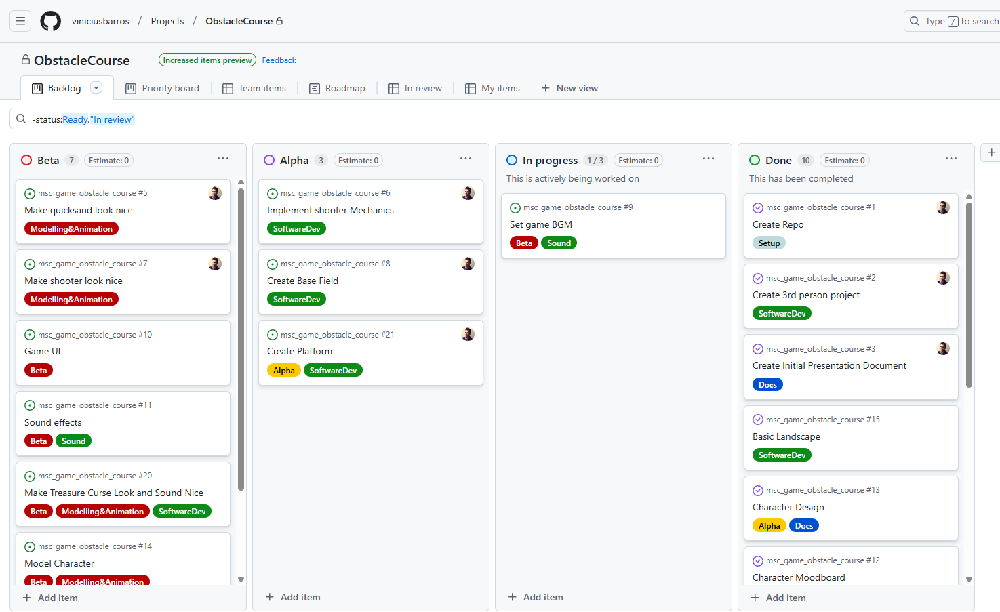 viniciusbarros / Projects / ObstacleCourse
Type / to search
ObstacleCourse
Increased items preview
Feedback
Backlog
Priority board
Team items
Roadmap
In review
My items
New view
-status:Ready,"In review"
Beta 7 Estimate: 0
msc_game_obstacle_course #5
Make quicksand look nice
Modelling&Animation
msc_game_obstacle_course #7
Make shooter look nice
Modelling&Animation
msc_game_obstacle_course #10
Game UI
Beta
msc_game_obstacle_course #11
Sound effects
Beta Sound
msc_game_obstacle_course #20
Make Treasure Curse Look and Sound Nice
Beta Modelling&Animation SoftwareDev
msc_game_obstacle_course #14
Model Character
Beta Modelling&Animation
Add item
Alpha 3 Estimate: 0
msc_game_obstacle_course #6
Implement shooter Mechanics
SoftwareDev
msc_game_obstacle_course #8
Create Base Field
SoftwareDev
msc_game_obstacle_course #21
Create Platform
Alpha SoftwareDev
Add item
In progress 1 / 3 Estimate: 0
This is actively being worked on
msc_game_obstacle_course #9
Set game BGM
Beta Sound
Add item
Done 10 Estimate: 0
This has been completed
msc_game_obstacle_course #1
Create Repo
Setup
msc_game_obstacle_course #2
Create 3rd person project
SoftwareDev
msc_game_obstacle_course #3
Create Initial Presentation Document
Docs
msc_game_obstacle_course #15
Basic Landscape
SoftwareDev
msc_game_obstacle_course #13
Character Design
Alpha Docs
msc_game_obstacle_course #12
Character Moodboard
Add item